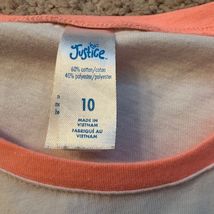 Justice
60% cotton/coton
40% polyester/polyester
10
MADE IN
VIETNAM
FABRIQUÉ AU
VIETNAM